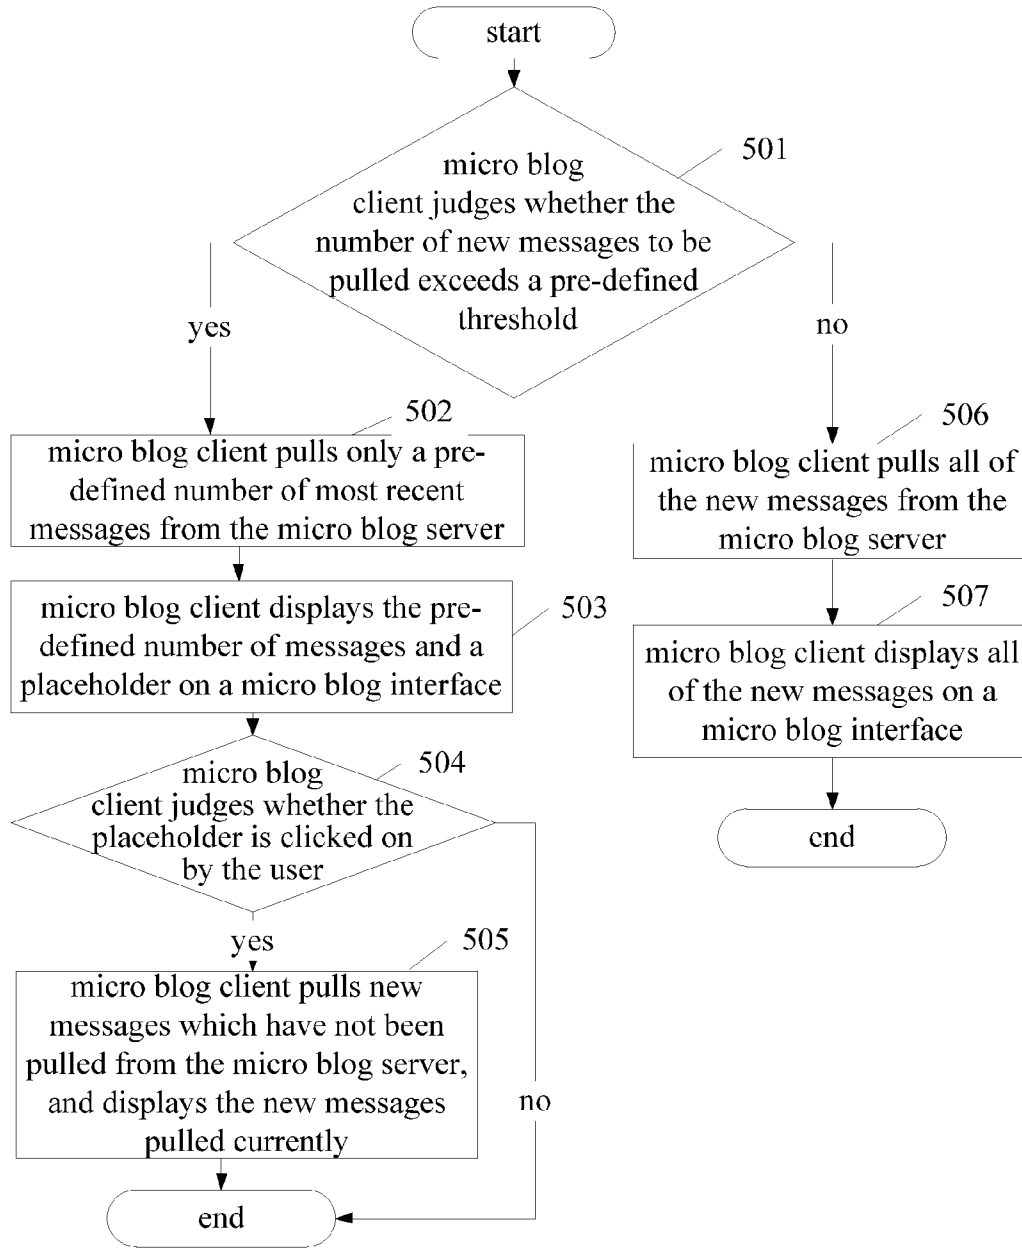 start
501
micro blog
client judges whether the
number of new messages to be
pulled exceeds a pre-defined
threshold
yes
no
502
micro blog client pulls only a pre-
defined number of most recent
messages from the micro blog server
506
micro blog client pulls all of
the new messages from the
micro blog server
503
micro blog client displays the pre-
defined number of messages and a
placeholder on a micro blog interface
507
micro blog client displays all
of the new messages on a
micro blog interface
504
micro blog
client judges whether the
placeholder is clicked on
by the user
cnd
yes
505
micro blog client pulls new
messages which have not been
pulled from the micro blog server,
and displays the new messages
pulled currently
no
end